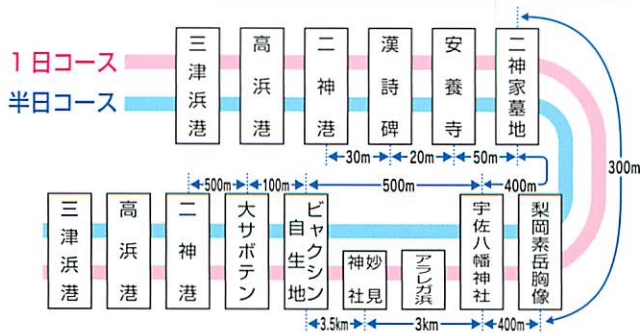 1日コース
半日コース
三津浜港
高浜港
二神港
漢詩碑
安養寺
二神家墓地
30m
20m
50m
300m
500m
100m
500m
400m
三津浜港
高浜港
二神港
大サボテン
ビャクシン
自生地
妙見
神社
アラレガ浜
宇佐八幡神社
梨岡素岳胸像
3.5km
3km
400m